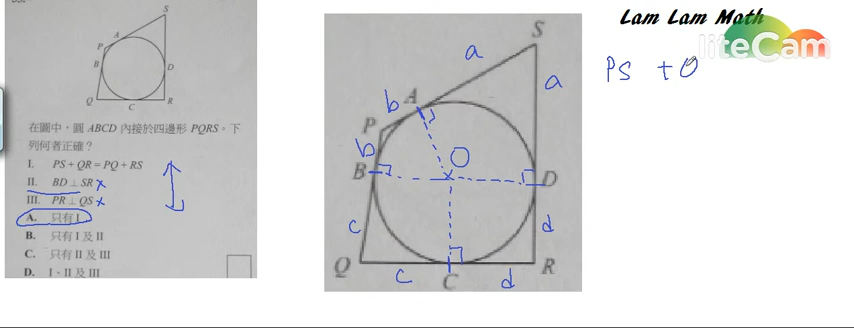 S
A
P
B
D
Q
C
R
在圖中，圓 ABCD 內接於四邊形 PQRS。下
列何者正確？
I. PS + QR = PQ + RS
II. BD ⊥ SR ×
III. PR ⊥ QS ×
A. 只有 I
B. 只有 I 及 II
C. 只有 II 及 III
D. I、II 及 III
S
a
a
A
b
P
b
O
B
D
c
d
Q
c
C
d
R
Lam Lam Math
liteCam
PS + Q